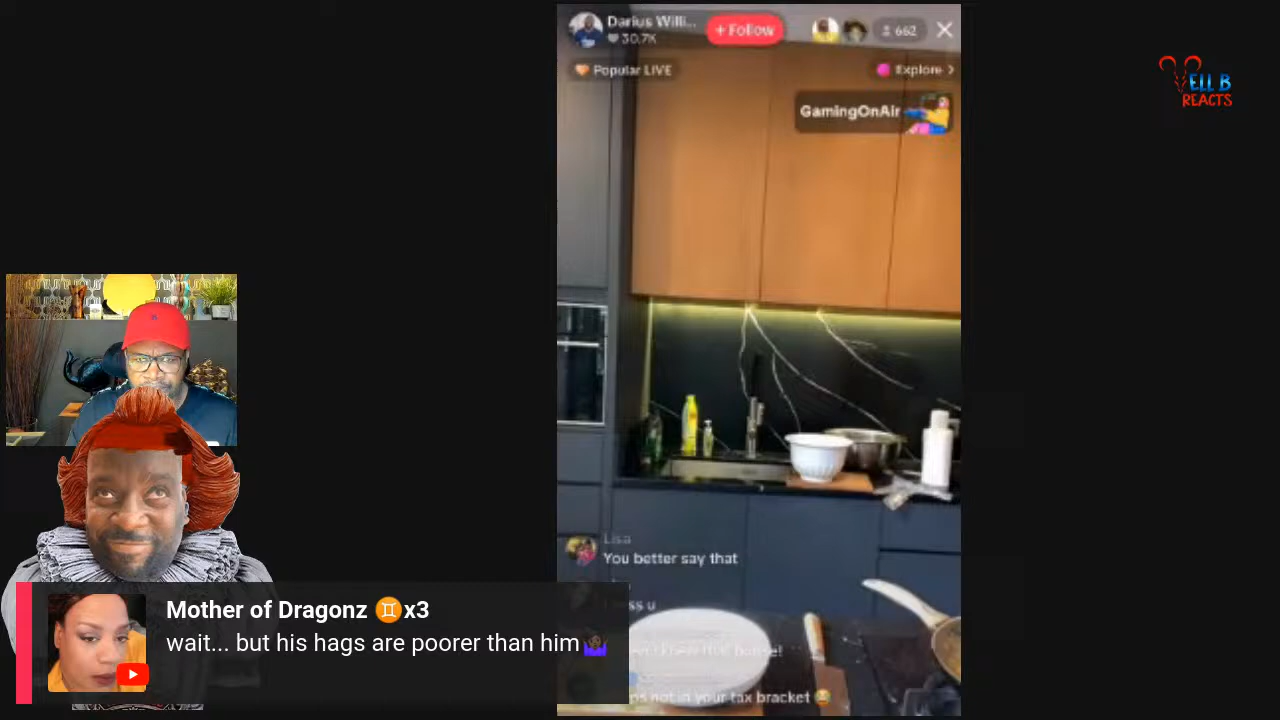 Darius Willi...
30.7K
+ Follow
662
Popular LIVE
Explore >
GamingOnAir
ELL B
REACTS
Lisa
You better say that
ss u
Mother of Dragonz ♊x3
wait... but his hags are poorer than him🤷🏾‍♀️
ps not in your tax bracket